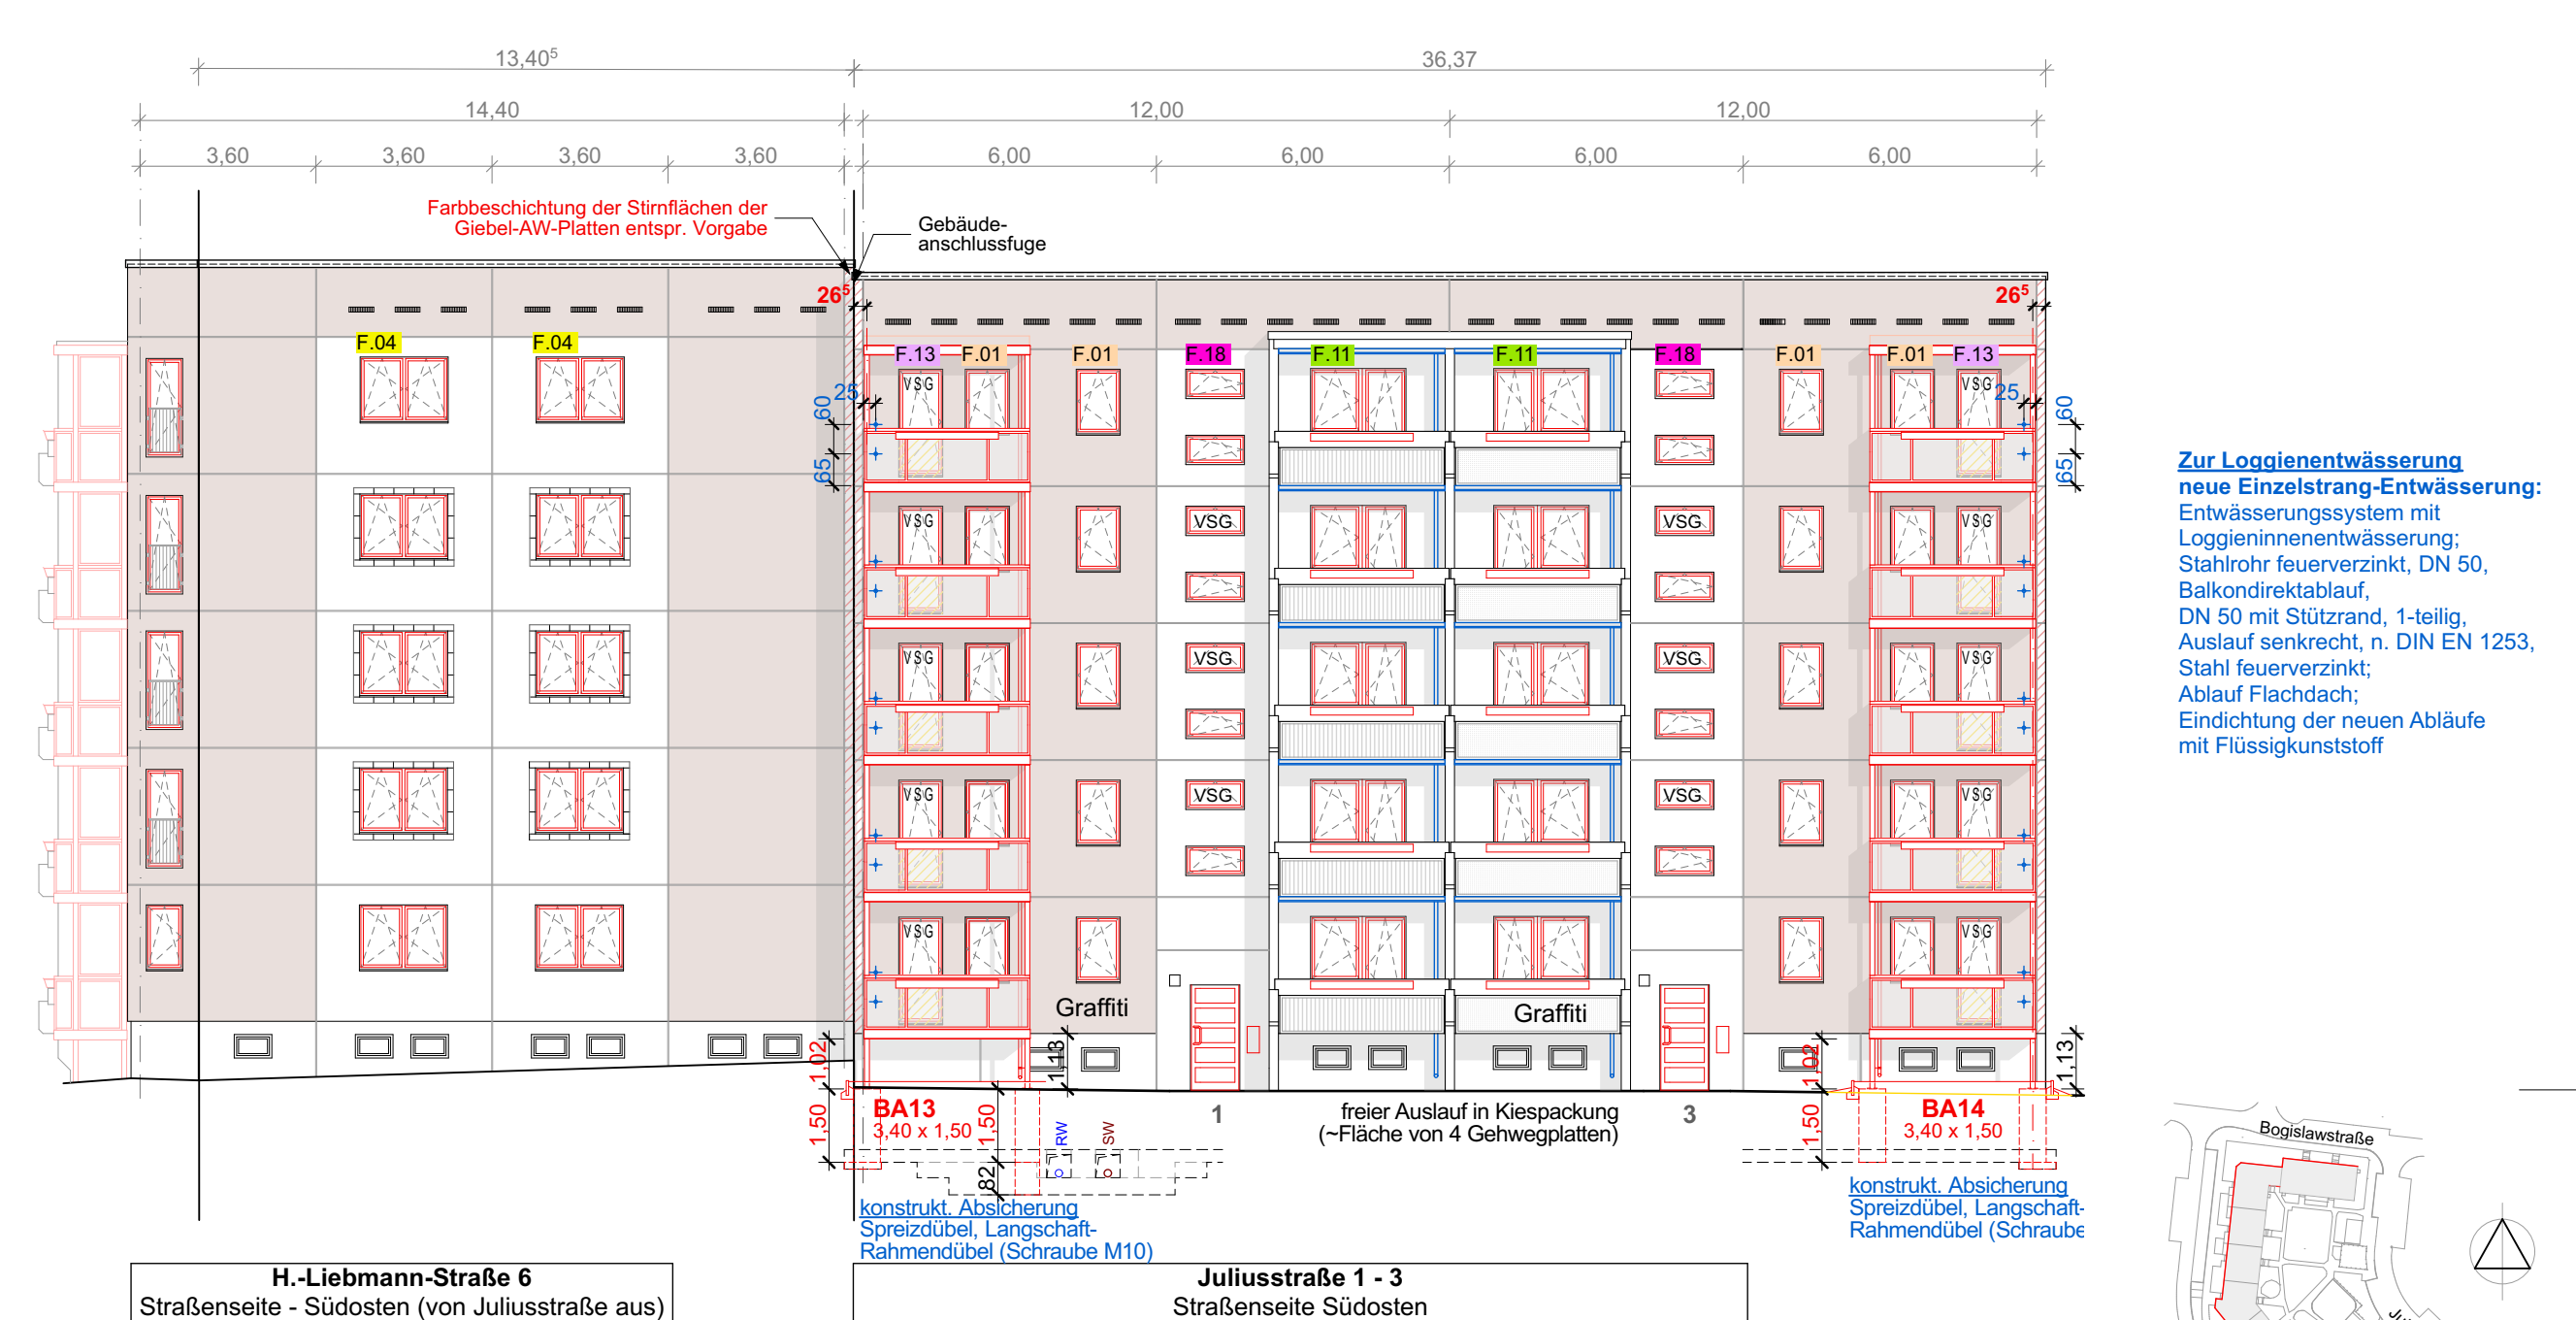 13,40⁵
36,37
14,40
12,00
12,00
3,60
3,60
3,60
3,60
6,00
6,00
6,00
6,00
Farbbeschichtung der Stirnflächen der
Giebel-AW-Platten entspr. Vorgabe
Gebäude-
anschlussfuge
26⁵
26⁵
F.04
F.04
F.13
F.01
F.01
F.18
F.11
F.11
F.18
F.01
F.01
F.13
VSG
VSG
25
25
60
60
65
65
VSG
VSG
VSG
VSG
VSG
VSG
VSG
VSG
VSG
VSG
VSG
VSG
VSG
VSG
Graffiti
Graffiti
1,02
1,13
1,02
1,13
1,50
BA13
3,40 x 1,50
1,50
82
RW
SW
1
freier Auslauf in Kiespackung
(~Fläche von 4 Gehwegplatten)
3
1,50
BA14
3,40 x 1,50
konstrukt. Absicherung
Spreizdübel, Langschaft-
Rahmendübel (Schraube M10)
konstrukt. Absicherung
Spreizdübel, Langschaft-
Rahmendübel (Schraube
H.-Liebmann-Straße 6
Straßenseite - Südosten (von Juliusstraße aus)
Juliusstraße 1 - 3
Straßenseite Südosten
Zur Loggienentwässerung
neue Einzelstrang-Entwässerung:
Entwässerungssystem mit
Loggieninnenentwässerung;
Stahlrohr feuerverzinkt, DN 50,
Balkondirektablauf,
DN 50 mit Stützrand, 1-teilig,
Auslauf senkrecht, n. DIN EN 1253,
Stahl feuerverzinkt;
Ablauf Flachdach;
Eindichtung der neuen Abläufe
mit Flüssigkunststoff
Bogislawstraße